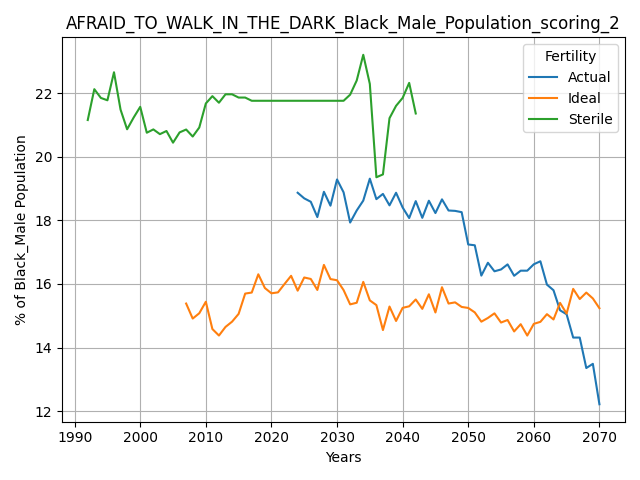 AFRAID_TO_WALK_IN_THE_DARK_Black_Male_Population_scoring_2
Fertility
Actual
Ideal
Sterile
% of Black_Male Population
22
20
18
16
14
12
1990 2000 2010 2020 2030 2040 2050 2060 2070
Years